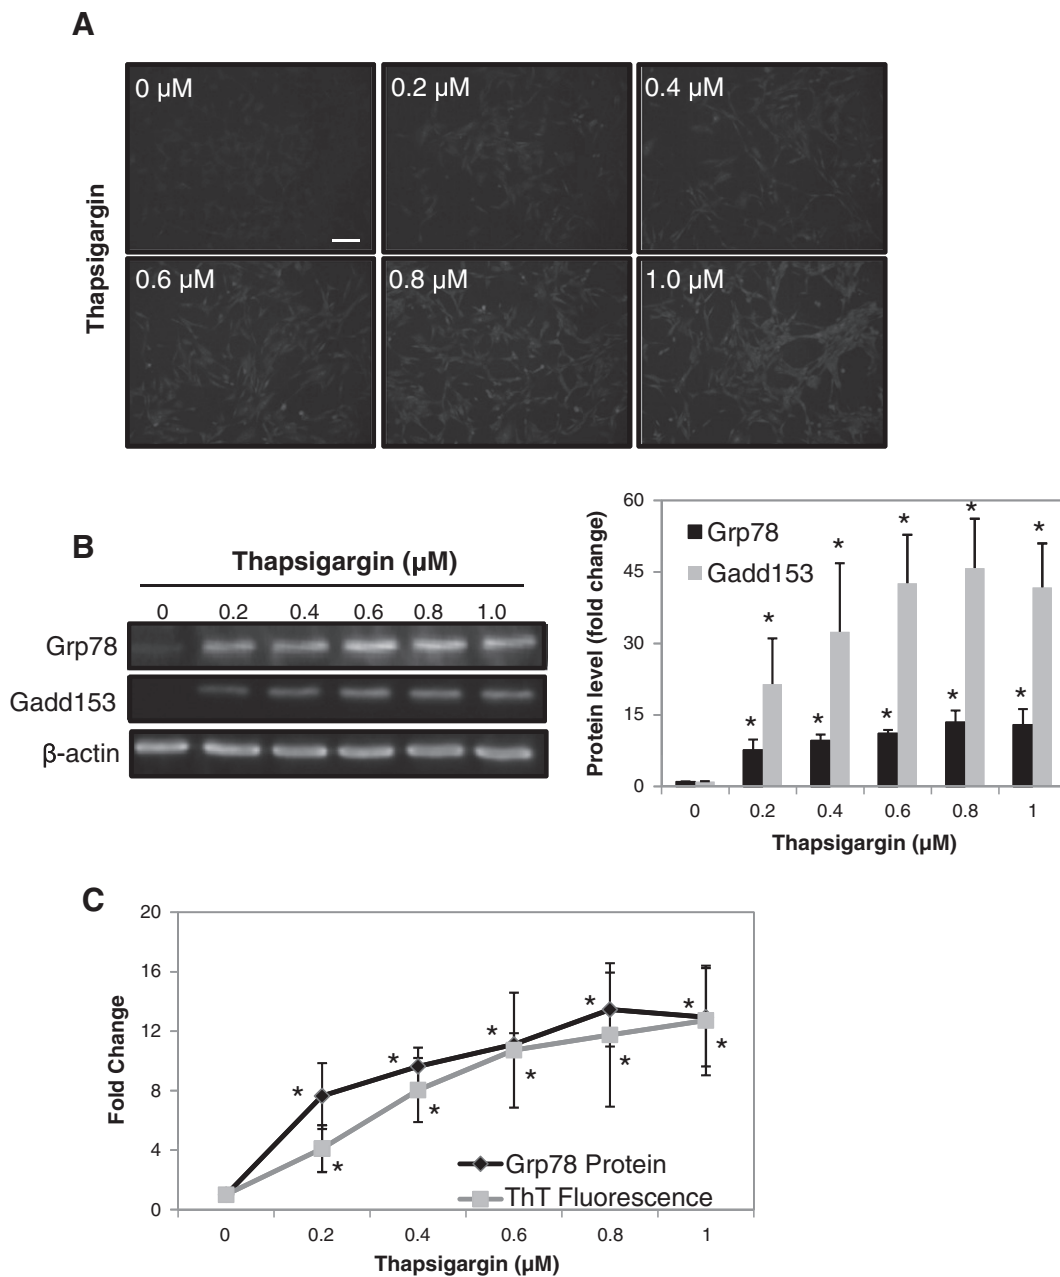 A
Thapsigargin
0 µM
0.2 µM
0.4 µM
0.6 µM
0.8 µM
1.0 µM
B
Thapsigargin (µM)
0 0.2 0.4 0.6 0.8 1.0
Grp78
Gadd153
β-actin
Protein level (fold change)
60
45
30
15
0
Grp78
Gadd153
* * * * *
* * * * *
0 0.2 0.4 0.6 0.8 1
Thapsigargin (µM)
C
Fold Change
20
16
12
8
4
0
* * * * *
* * * * *
Grp78 Protein
ThT Fluorescence
0 0.2 0.4 0.6 0.8 1
Thapsigargin (µM)